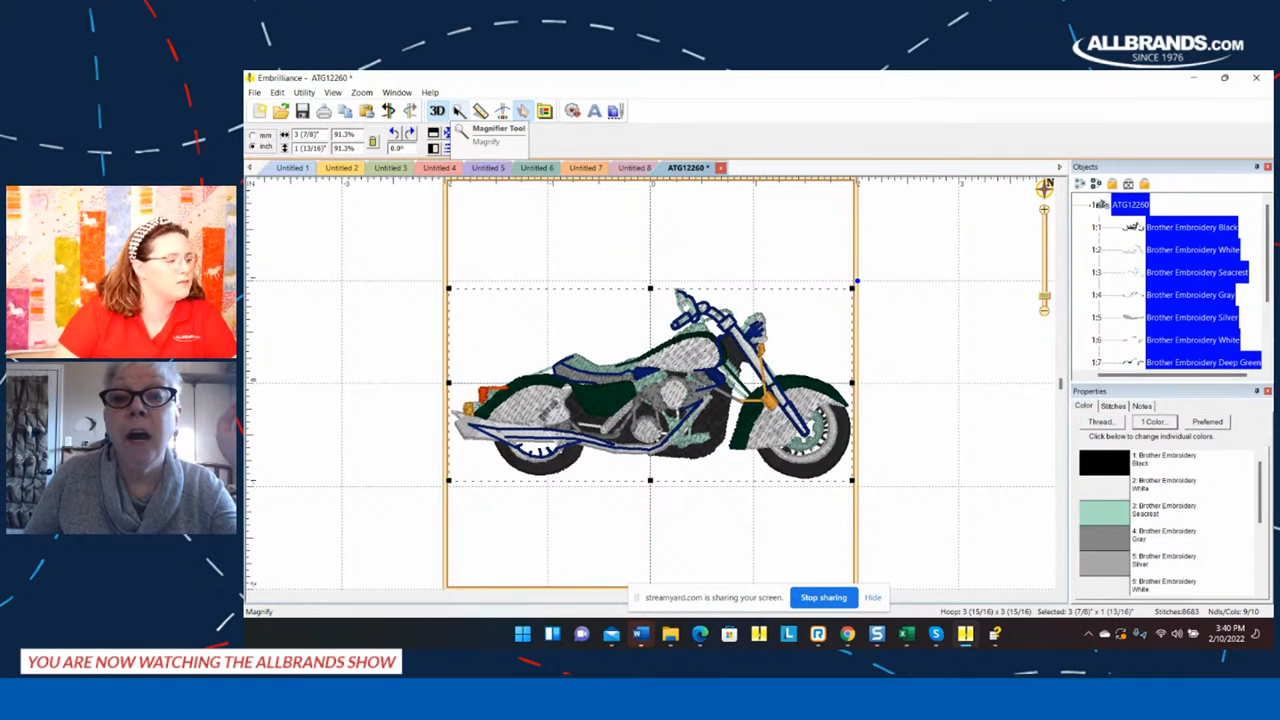 ALLBRANDS.COM
SINCE 1976
Embrilliance - ATG12260 *
File Edit Utility View Zoom Window Help
3D
mm
inch
3 (7/8)" 91.3%
1 (13/16)" 91.3%
0.0º
Magnifier Tool
Magnify
Untitled 1 Untitled 2 Untitled 3 Untitled 4 Untitled 5 Untitled 6 Untitled 7 Untitled 8 ATG12260 * x
IN
N
Objects
ATG12260
1:1 Brother Embroidery Black
1:2 Brother Embroidery White
1:3 Brother Embroidery Seacrest
1:4 Brother Embroidery Gray
1:5 Brother Embroidery Silver
1:6 Brother Embroidery White
1:7 Brother Embroidery Deep Green
Properties
Color Stitches Notes
Thread... 1 Color... Preferred
Click below to change individual colors.
1: Brother Embroidery
Black
2: Brother Embroidery
White
3: Brother Embroidery
Seacrest
4: Brother Embroidery
Gray
5: Brother Embroidery
Silver
6: Brother Embroidery
White
ALLBRANDS.COM
streamyard.com is sharing your screen. Stop sharing Hide
Magnify Hoop: 3 (15/16) x 3 (15/16) Selected: 3 (7/8)" x 1 (13/16)" Stitches:8683 Ndls/Cols: 9/10
3:40 PM
2/10/2022
YOU ARE NOW WATCHING THE ALLBRANDS SHOW